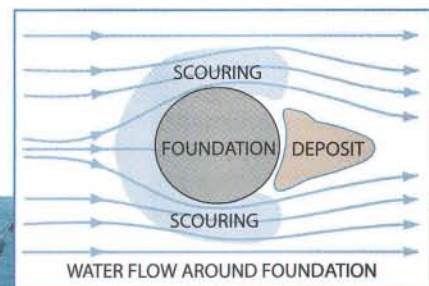 SCOURING
FOUNDATION
DEPOSIT
SCOURING
WATER FLOW AROUND FOUNDATION